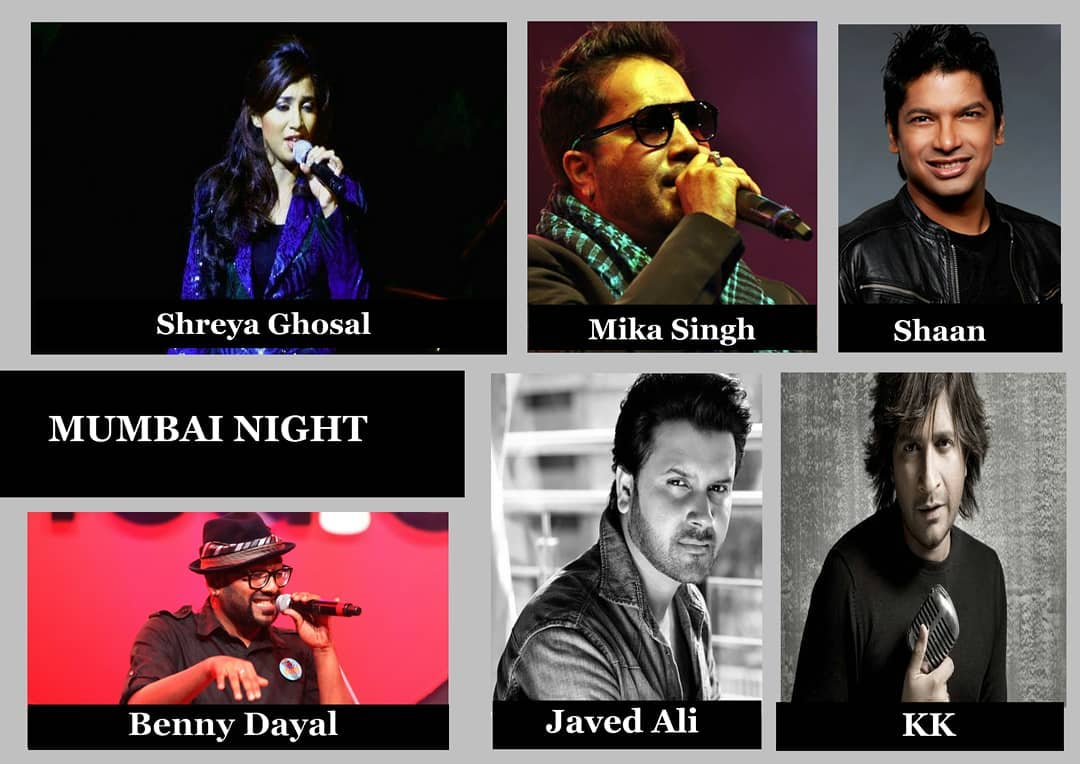 Shreya Ghosal
Mika Singh
Shaan
MUMBAI NIGHT
Benny Dayal
Javed Ali
KK